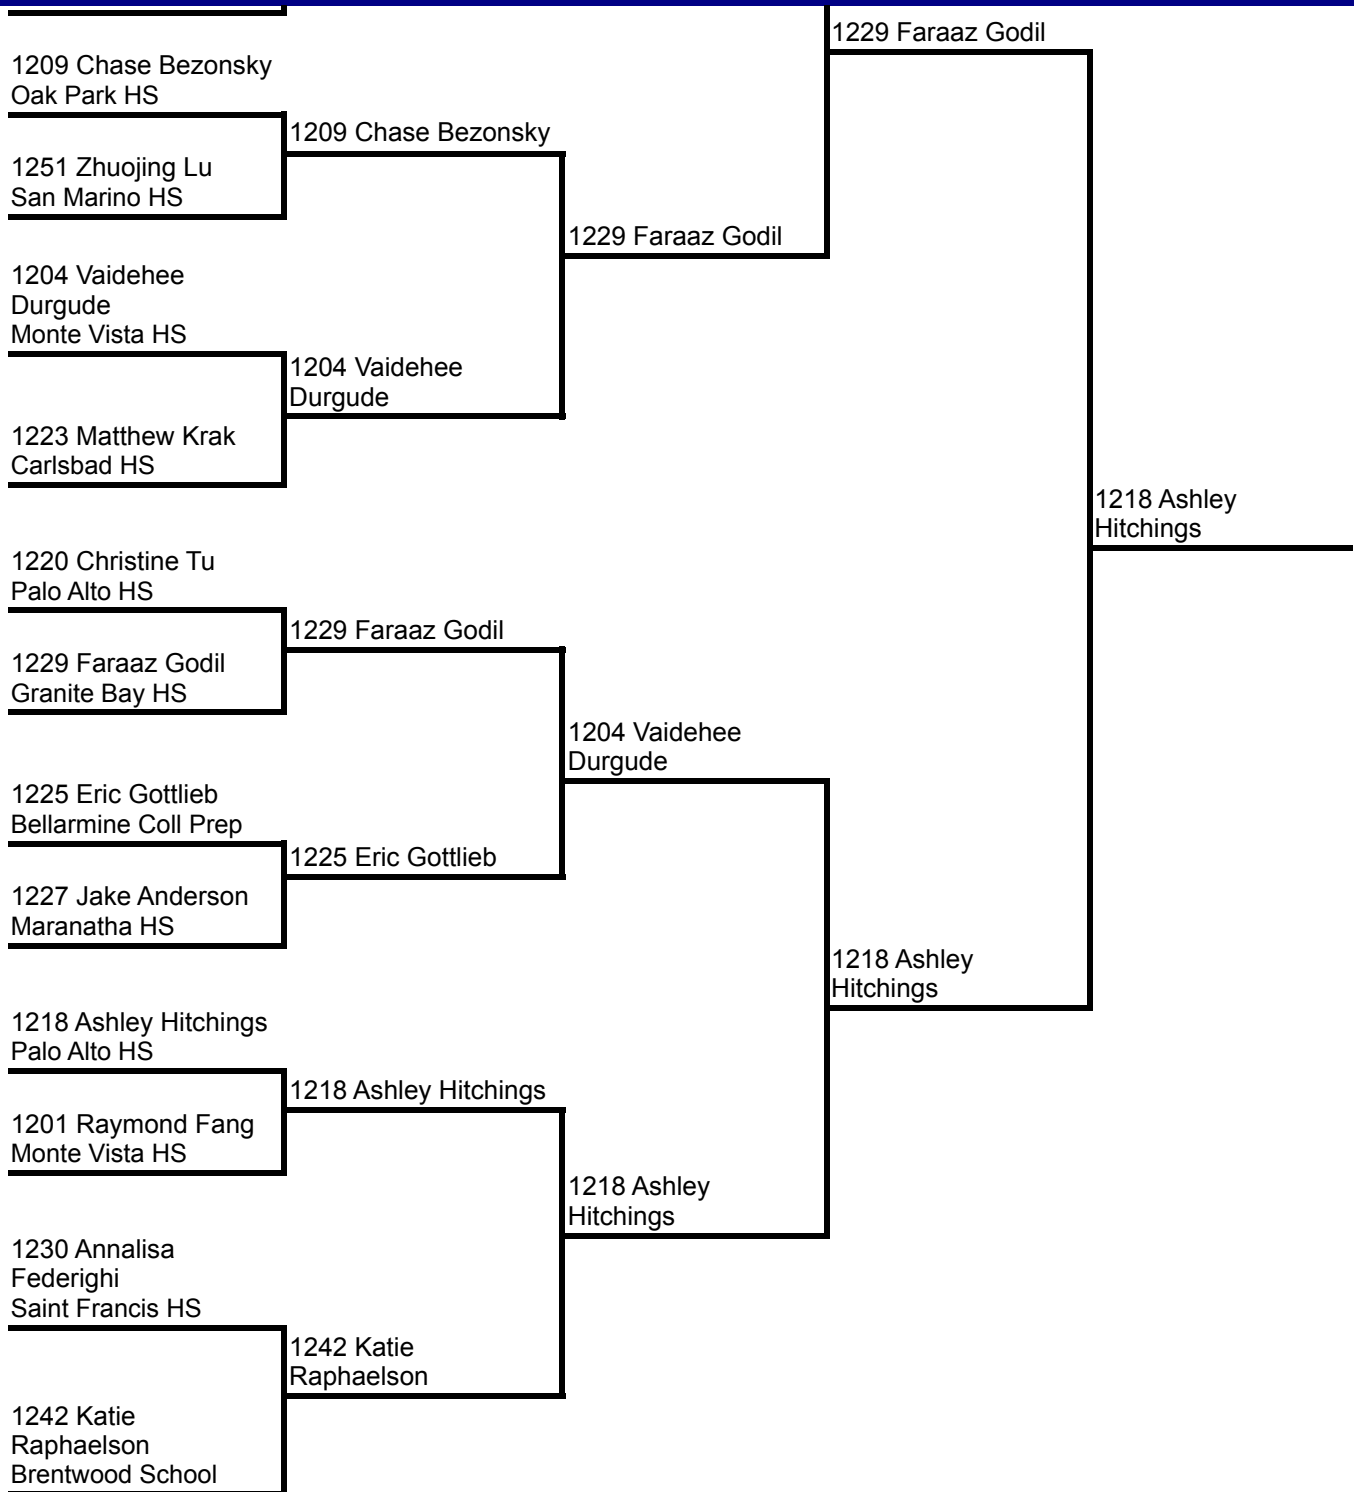 1229 Faraaz Godil
1209 Chase Bezonsky
Oak Park HS
1209 Chase Bezonsky
1251 Zhuojing Lu
San Marino HS
1229 Faraaz Godil
1204 Vaidehee
Durgude
Monte Vista HS
1204 Vaidehee
Durgude
1223 Matthew Krak
Carlsbad HS
1218 Ashley
Hitchings
1220 Christine Tu
Palo Alto HS
1229 Faraaz Godil
1229 Faraaz Godil
Granite Bay HS
1204 Vaidehee
Durgude
1225 Eric Gottlieb
Bellarmine Coll Prep
1225 Eric Gottlieb
1227 Jake Anderson
Maranatha HS
1218 Ashley
Hitchings
1218 Ashley Hitchings
Palo Alto HS
1218 Ashley Hitchings
1201 Raymond Fang
Monte Vista HS
1218 Ashley
Hitchings
1230 Annalisa
Federighi
Saint Francis HS
1242 Katie
Raphaelson
1242 Katie
Raphaelson
Brentwood School